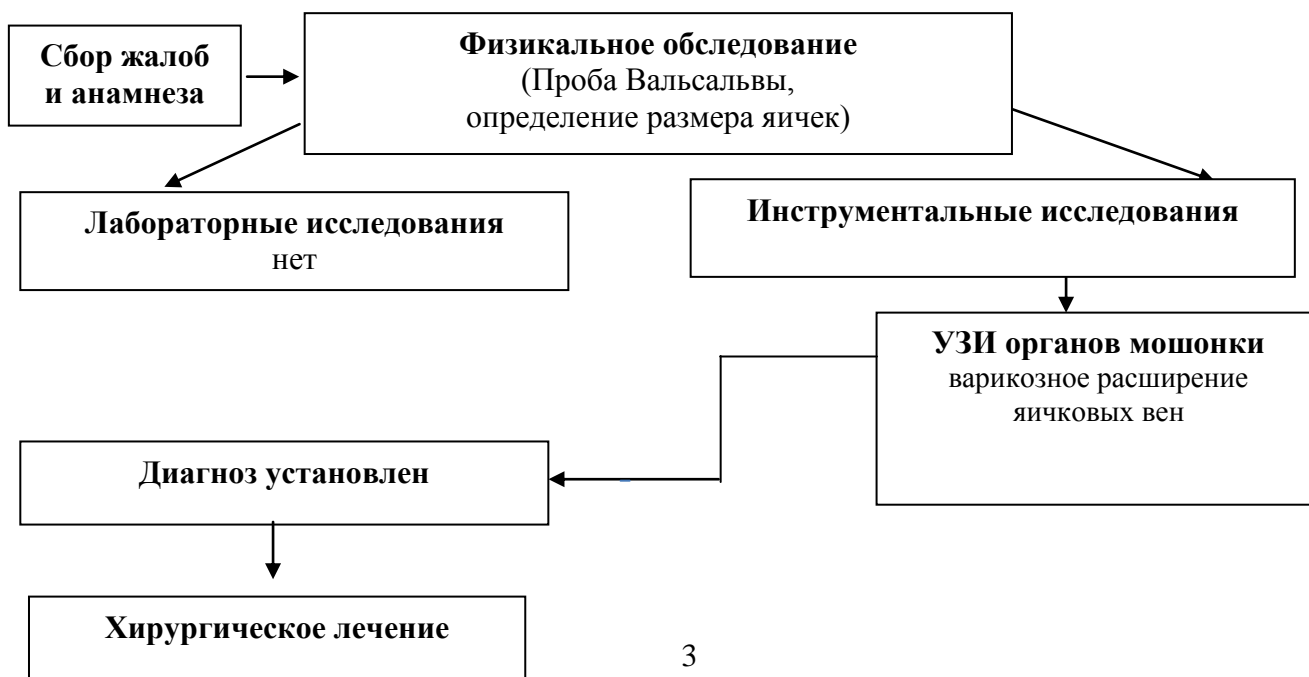 Сбор жалоб
и анамнеза
Физикальное обследование
(Проба Вальсальвы,
определение размера яичек)
Лабораторные исследования
нет
Инструментальные исследования
УЗИ органов мошонки
варикозное расширение
яичковых вен
Диагноз установлен
Хирургическое лечение
3